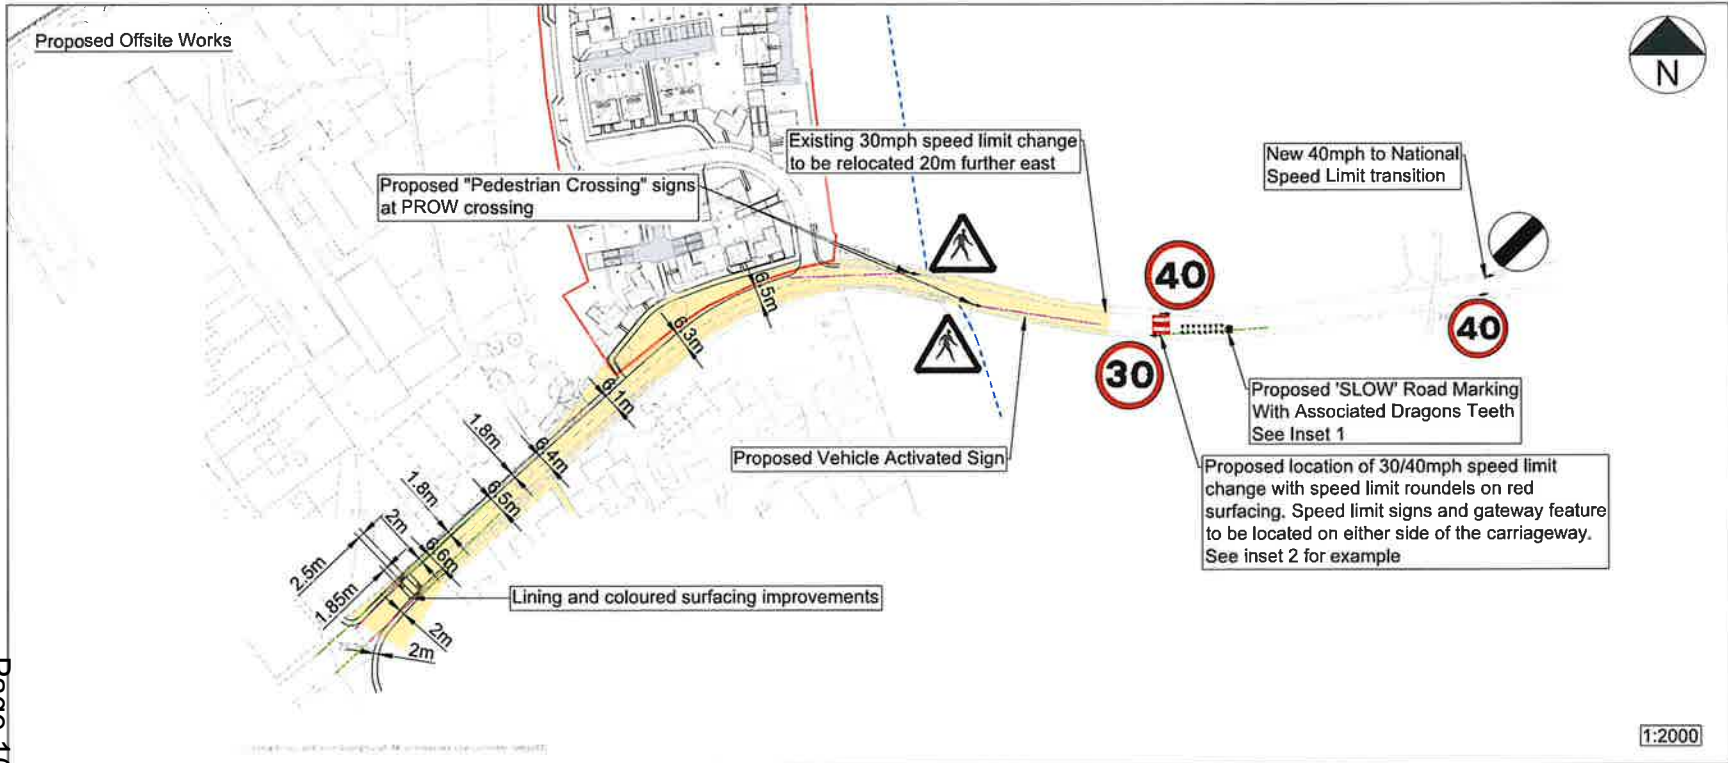 Proposed Offsite Works
N
Existing 30mph speed limit change
to be relocated 20m further east
New 40mph to National
Speed Limit transition
Proposed "Pedestrian Crossing" signs
at PROW crossing
40
40
30
6.5m
6.3m
6.1m
6.4m
6.5m
6.6m
1.8m
1.8m
2m
2.5m
1.85m
2m
2m
Proposed 'SLOW' Road Marking
With Associated Dragons Teeth
See Inset 1
Proposed Vehicle Activated Sign
Proposed location of 30/40mph speed limit
change with speed limit roundels on red
surfacing. Speed limit signs and gateway feature
to be located on either side of the carriageway.
See inset 2 for example
Lining and coloured surfacing improvements
1:2000